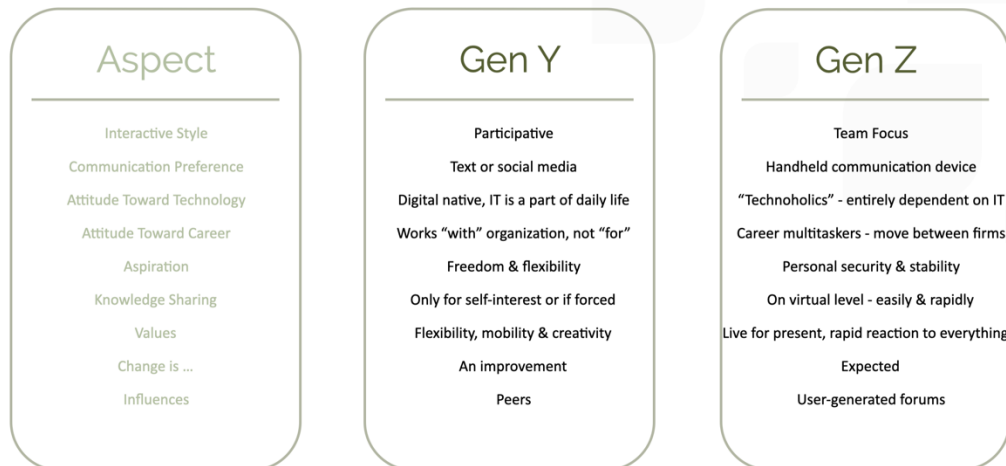 Aspect
Interactive Style
Communication Preference
Attitude Toward Technology
Attitude Toward Career
Aspiration
Knowledge Sharing
Values
Change is ...
Influences
Gen Y
Participative
Text or social media
Digital native, IT is a part of daily life
Works “with” organization, not “for”
Freedom & flexibility
Only for self-interest or if forced
Flexibility, mobility & creativity
An improvement
Peers
Gen Z
Team Focus
Handheld communication device
“Technoholics” - entirely dependent on IT
Career multitaskers - move between firms
Personal security & stability
On virtual level - easily & rapidly
Live for present, rapid reaction to everything
Expected
User-generated forums